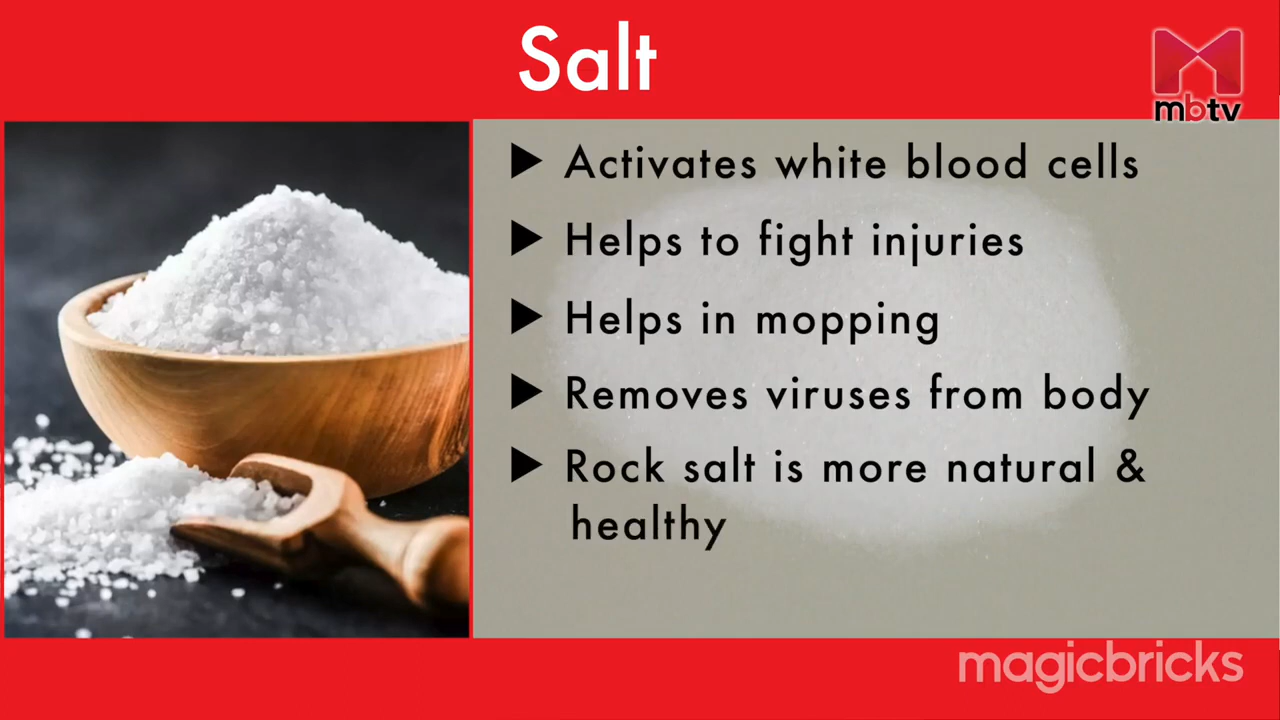 Salt
mbtv
▶ Activates white blood cells
▶ Helps to fight injuries
▶ Helps in mopping
▶ Removes viruses from body
▶ Rock salt is more natural &
healthy
magicbricks